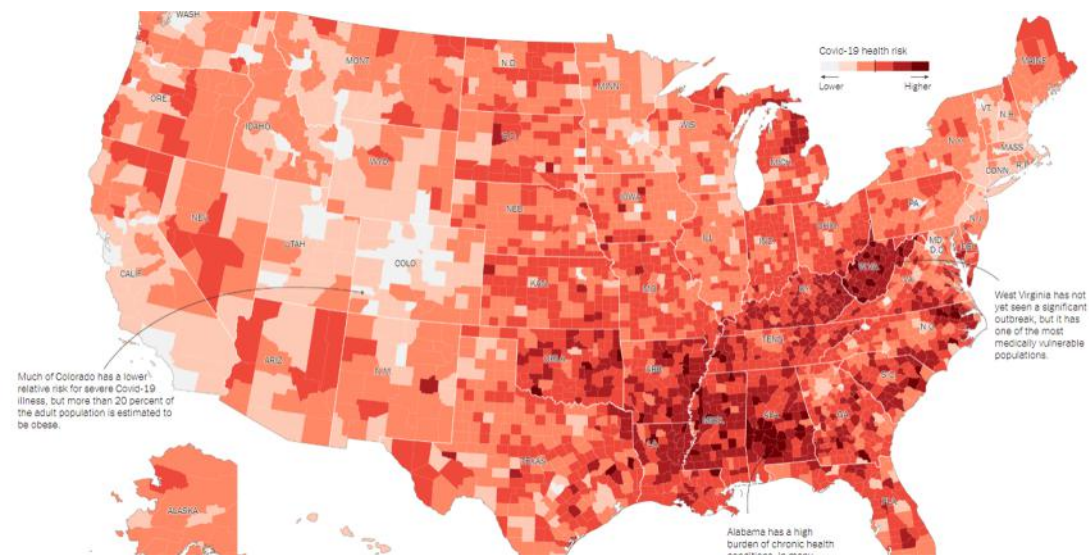 WASH.
MONT.
N.D.
MINN.
MAINE
Covid-19 health risk
Lower
Higher
ORE.
IDAHO
WYO.
WIS.
MICH.
N.Y.
VT.
N.H.
MASS.
R.I.
CONN.
NEV.
UTAH
COLO.
NEB.
IOWA
ILL.
IND.
OHIO
PA.
N.J.
MD.
D.C.
DEL.
CALIF.
KAN.
MO.
KY.
W.VA.
VA.
West Virginia has not
yet seen a significant
outbreak, but it has
one of the most
medically vulnerable
populations.
ARIZ.
N.M.
OKLA.
ARK.
TENN.
N.C.
S.C.
Much of Colorado has a lower
relative risk for severe Covid-19
illness, but more than 20 percent of
the adult population is estimated to
be obese.
TEXAS
LA.
MISS.
GA.
FLA.
ALASKA
Alabama has a high
burden of chronic health